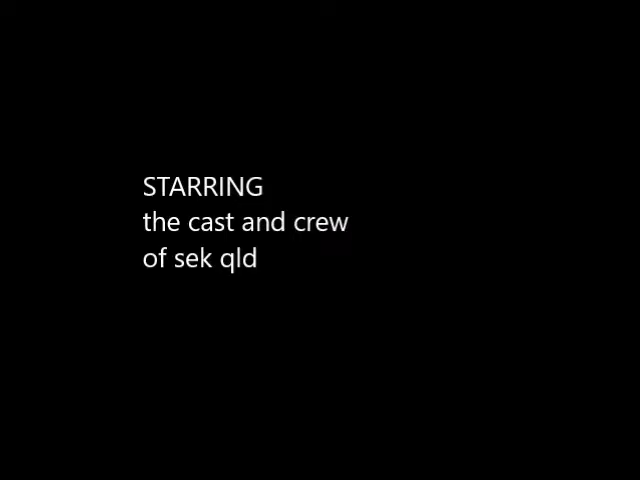 STARRING
the cast and crew
of sek qld